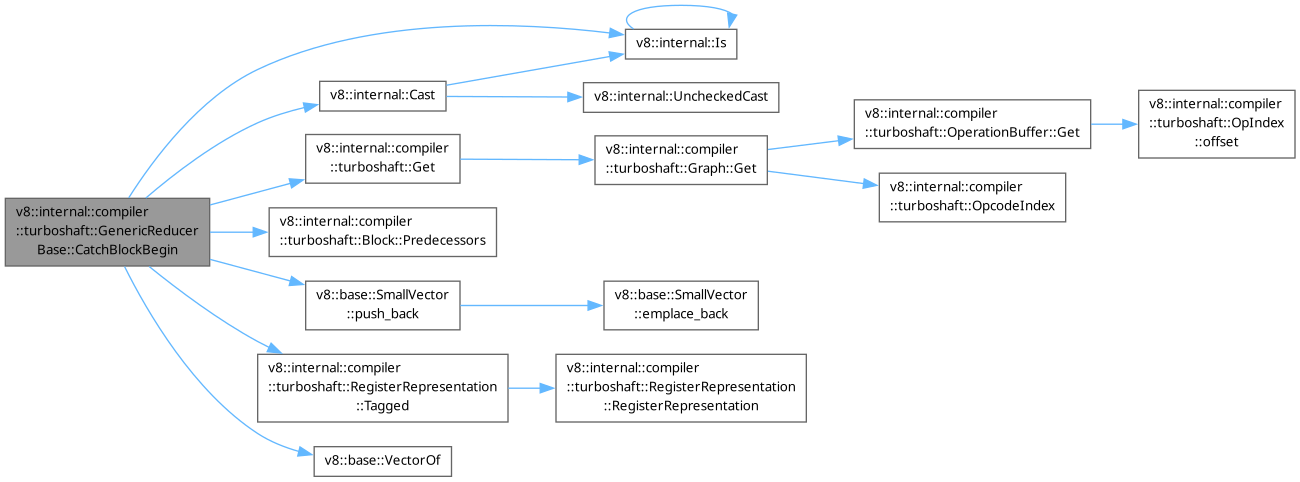 v8::internal::compiler
::turboshaft::GenericReducer
Base::CatchBlockBegin
v8::internal::Is
v8::internal::Cast
v8::internal::UncheckedCast
v8::internal::compiler
::turboshaft::Get
v8::internal::compiler
::turboshaft::Graph::Get
v8::internal::compiler
::turboshaft::OperationBuffer::Get
v8::internal::compiler
::turboshaft::OpIndex
::offset
v8::internal::compiler
::turboshaft::OpcodeIndex
v8::internal::compiler
::turboshaft::Block::Predecessors
v8::base::SmallVector
::push_back
v8::base::SmallVector
::emplace_back
v8::internal::compiler
::turboshaft::RegisterRepresentation
::Tagged
v8::internal::compiler
::turboshaft::RegisterRepresentation
::RegisterRepresentation
v8::base::VectorOf